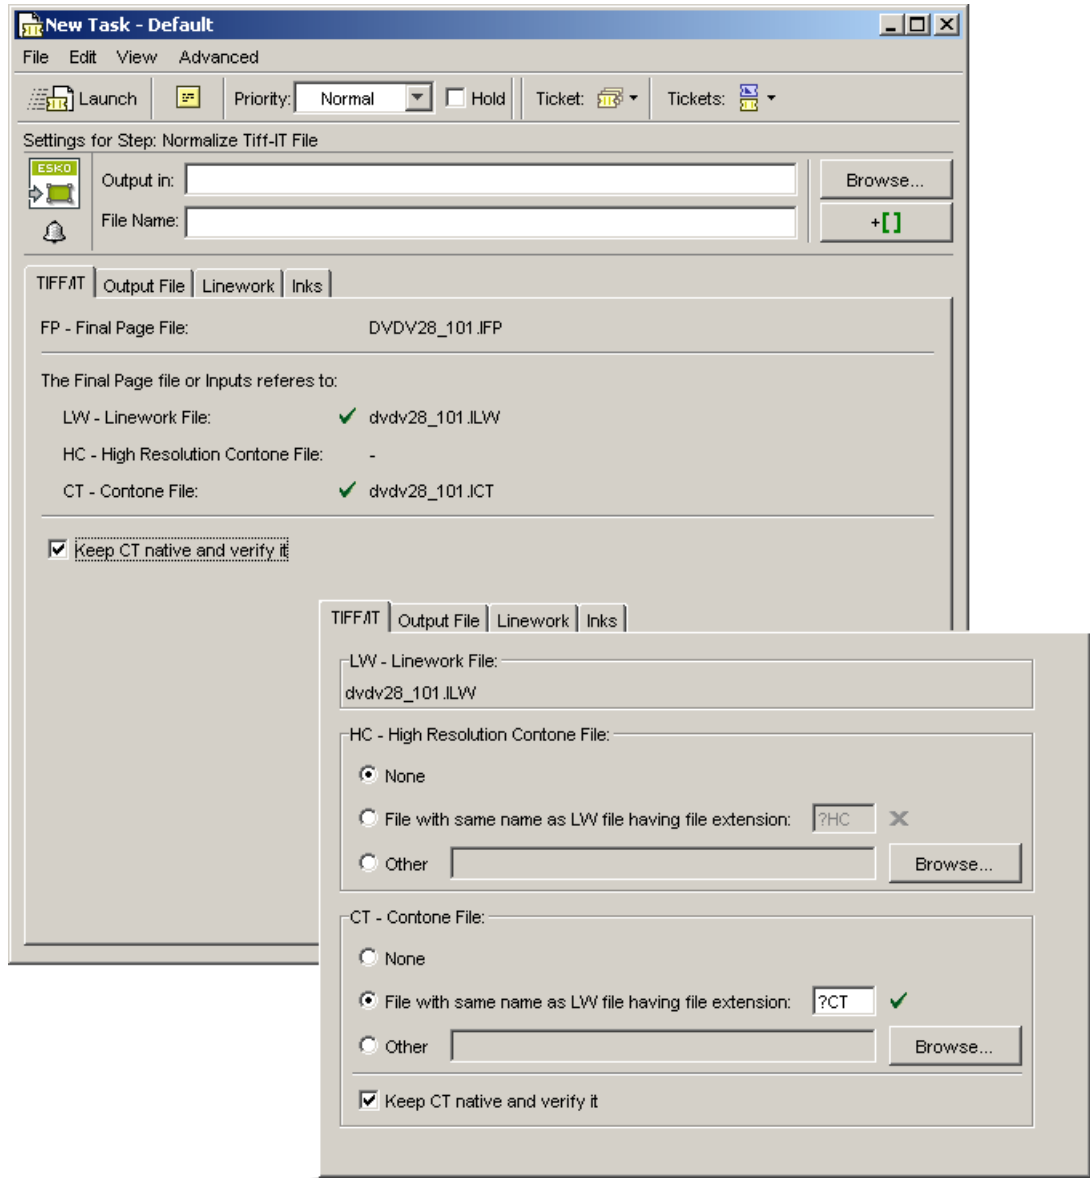 New Task - Default
File Edit View Advanced
Launch Priority: Normal Hold Ticket: Tickets:
Settings for Step: Normalize Tiff-IT File
ESKO
Output in: Browse...
File Name: +[]
TIFF/IT Output File Linework Inks
FP - Final Page File: DVDV28_101.IFP
The Final Page file or Inputs referes to:
LW - Linework File: dvdv28_101.ILW
HC - High Resolution Contone File: -
CT - Contone File: dvdv28_101.ICT
Keep CT native and verify it
TIFF/IT Output File Linework Inks
LW - Linework File:
dvdv28_101.ILW
HC - High Resolution Contone File:
None
File with same name as LW file having file extension: ?HC
Other Browse...
CT - Contone File:
None
File with same name as LW file having file extension: ?CT
Other Browse...
Keep CT native and verify it